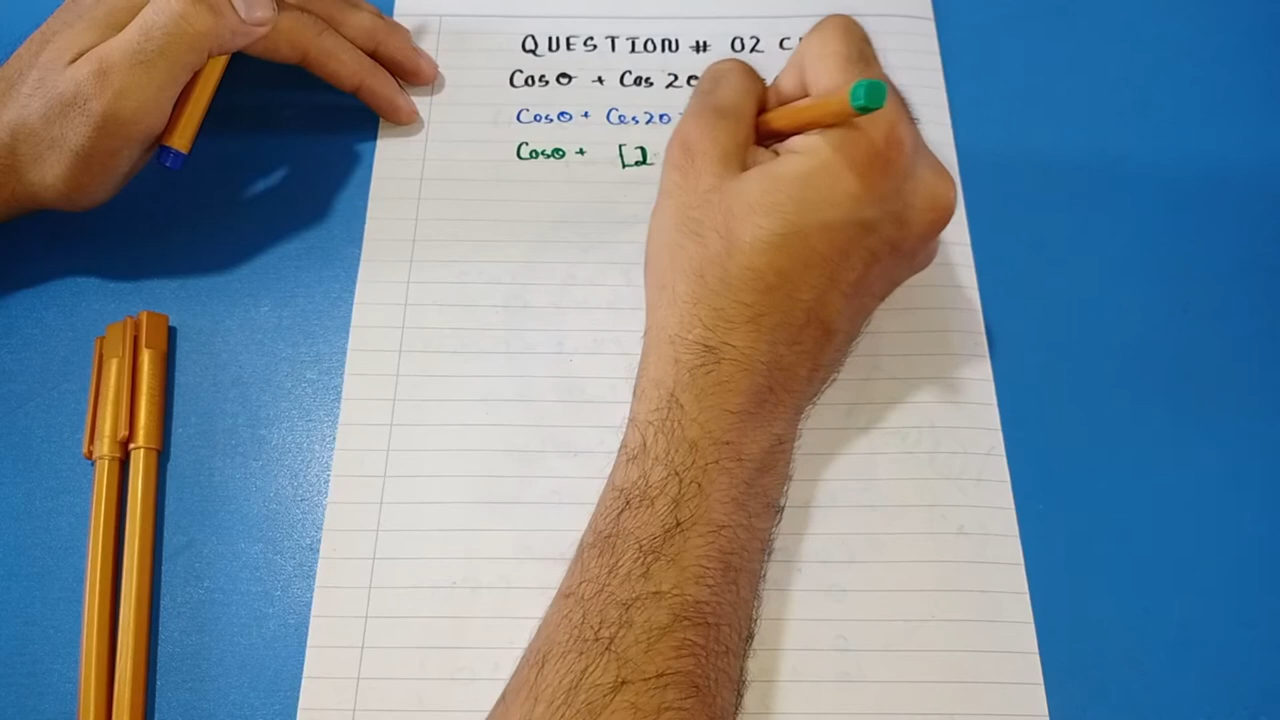 QUESTION # 02 C
Cosθ + Cos 2θ
Cosθ + Cos2θ
Cosθ + [2